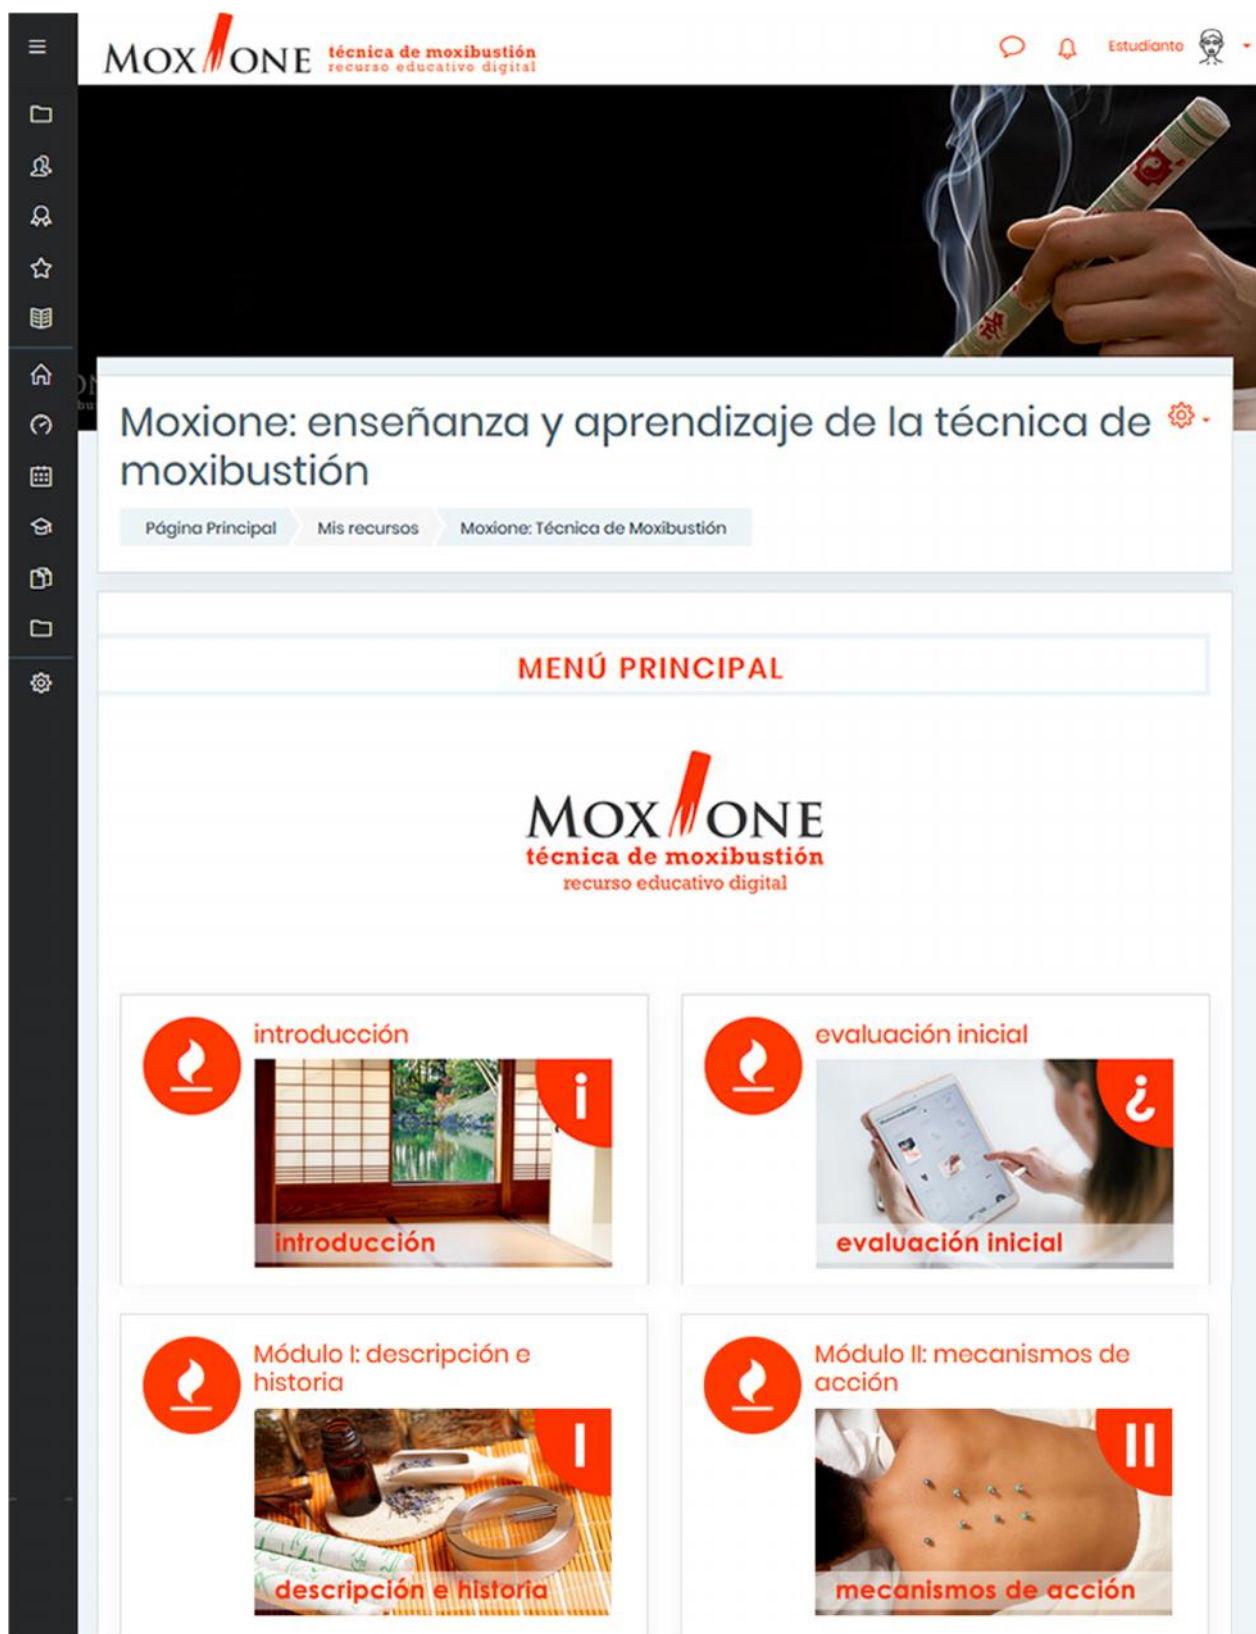 MOXIONE técnica de moxibustión
recurso educativo digital
Estudiante
Moxione: enseñanza y aprendizaje de la técnica de
moxibustión
Página Principal Mis recursos Moxione: Técnica de Moxibustión
MENÚ PRINCIPAL
MOXIONE
técnica de moxibustión
recurso educativo digital
introducción
i
introducción
evaluación inicial
¿
evaluación inicial
Módulo I: descripción e
historia
I
descripción e historia
Módulo II: mecanismos de
acción
II
mecanismos de acción